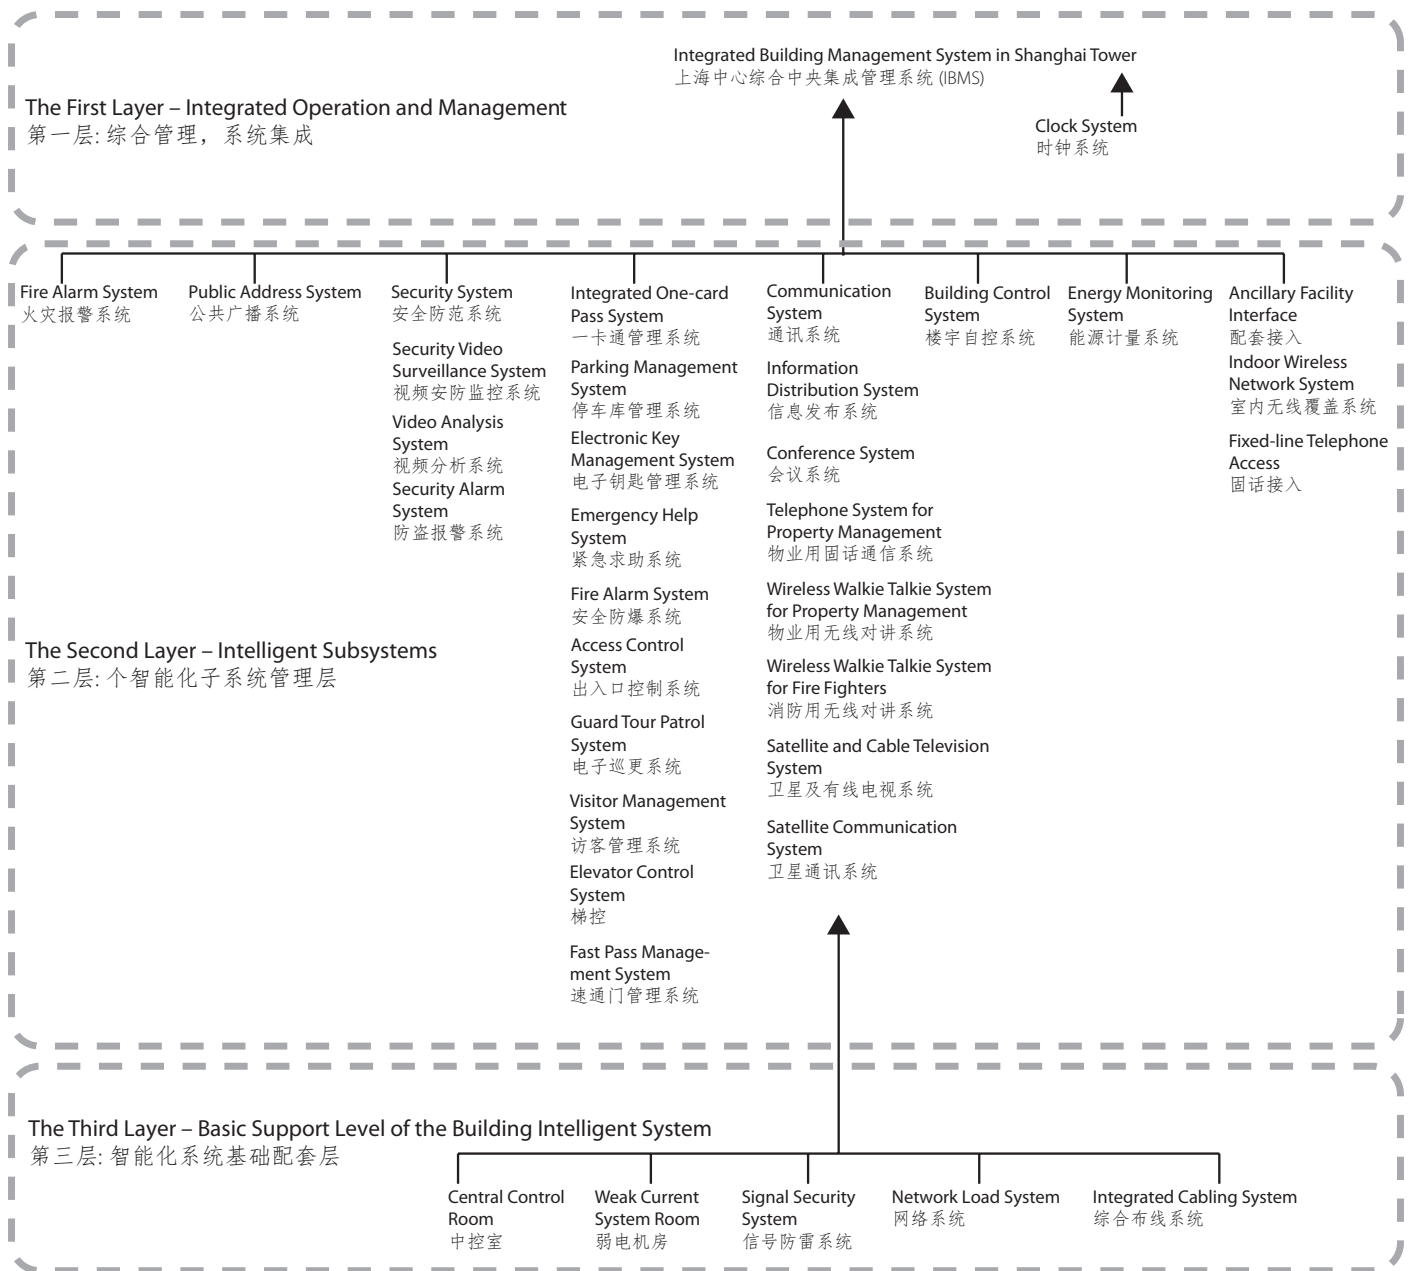 Integrated Building Management System in Shanghai Tower
上海中心综合中央集成管理系统 (IBMS)
The First Layer – Integrated Operation and Management
第一层: 综合管理，系统集成
Clock System
时钟系统
Fire Alarm System
火灾报警系统
Public Address System
公共广播系统
Security System
安全防范系统
Security Video
Surveillance System
视频安防监控系统
Video Analysis
System
视频分析系统
Security Alarm
System
防盗报警系统
Integrated One-card
Pass System
一卡通管理系统
Parking Management
System
停车库管理系统
Electronic Key
Management System
电子钥匙管理系统
Emergency Help
System
紧急求助系统
Fire Alarm System
安全防爆系统
Access Control
System
出入口控制系统
Guard Tour Patrol
System
电子巡更系统
Visitor Management
System
访客管理系统
Elevator Control
System
梯控
Fast Pass Manage-
ment System
速通门管理系统
Communication
System
通讯系统
Information
Distribution System
信息发布系统
Conference System
会议系统
Telephone System for
Property Management
物业用固话通信系统
Wireless Walkie Talkie System
for Property Management
物业用无线对讲系统
Wireless Walkie Talkie System
for Fire Fighters
消防用无线对讲系统
Satellite and Cable Television
System
卫星及有线电视系统
Satellite Communication
System
卫星通讯系统
Building Control
System
楼宇自控系统
Energy Monitoring
System
能源计量系统
Ancillary Facility
Interface
配套接入
Indoor Wireless
Network System
室内无线覆盖系统
Fixed-line Telephone
Access
固话接入
The Second Layer – Intelligent Subsystems
第二层: 个智能化子系统管理层
The Third Layer – Basic Support Level of the Building Intelligent System
第三层: 智能化系统基础配套层
Central Control
Room
中控室
Weak Current
System Room
弱电机房
Signal Security
System
信号防雷系统
Network Load System
网络系统
Integrated Cabling System
综合布线系统